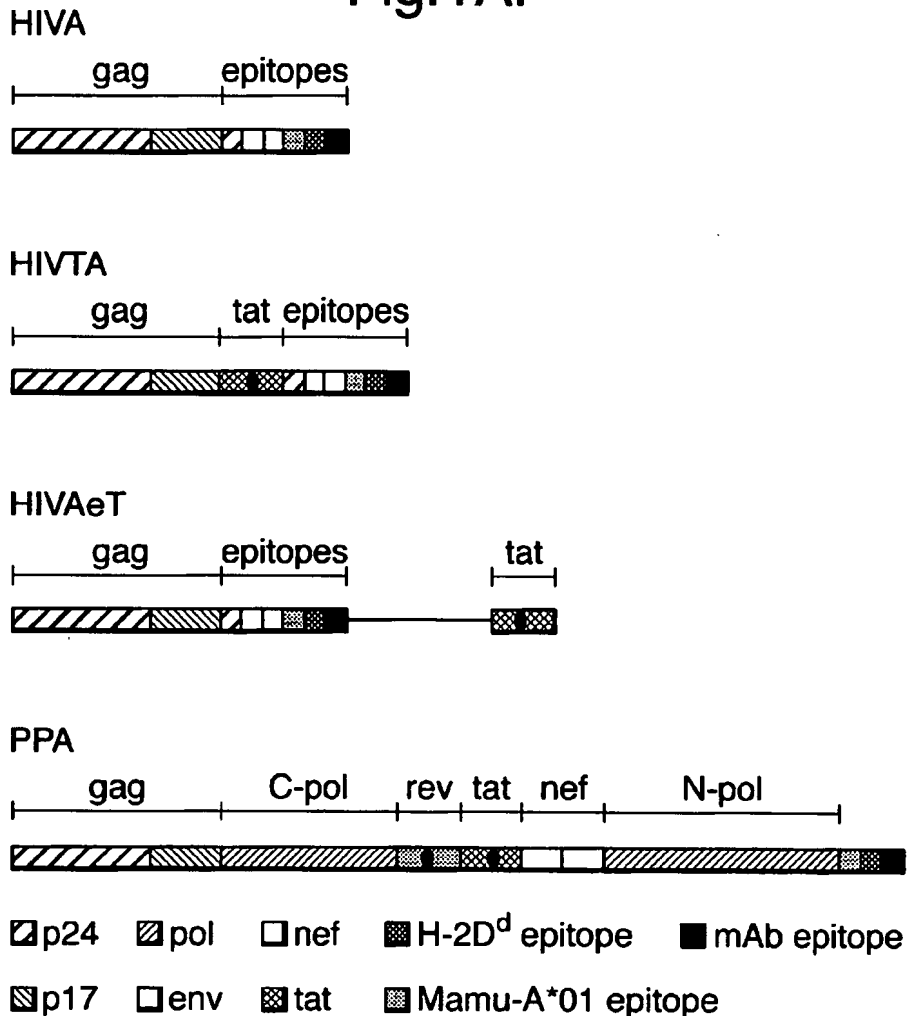 HIVA
gag epitopes
HIVTA
gag tat epitopes
HIVAeT
gag epitopes tat
PPA
gag C-pol rev tat nef N-pol
p24 pol nef H-2Dᵈ epitope mAb epitope
p17 env tat Mamu-A*01 epitope